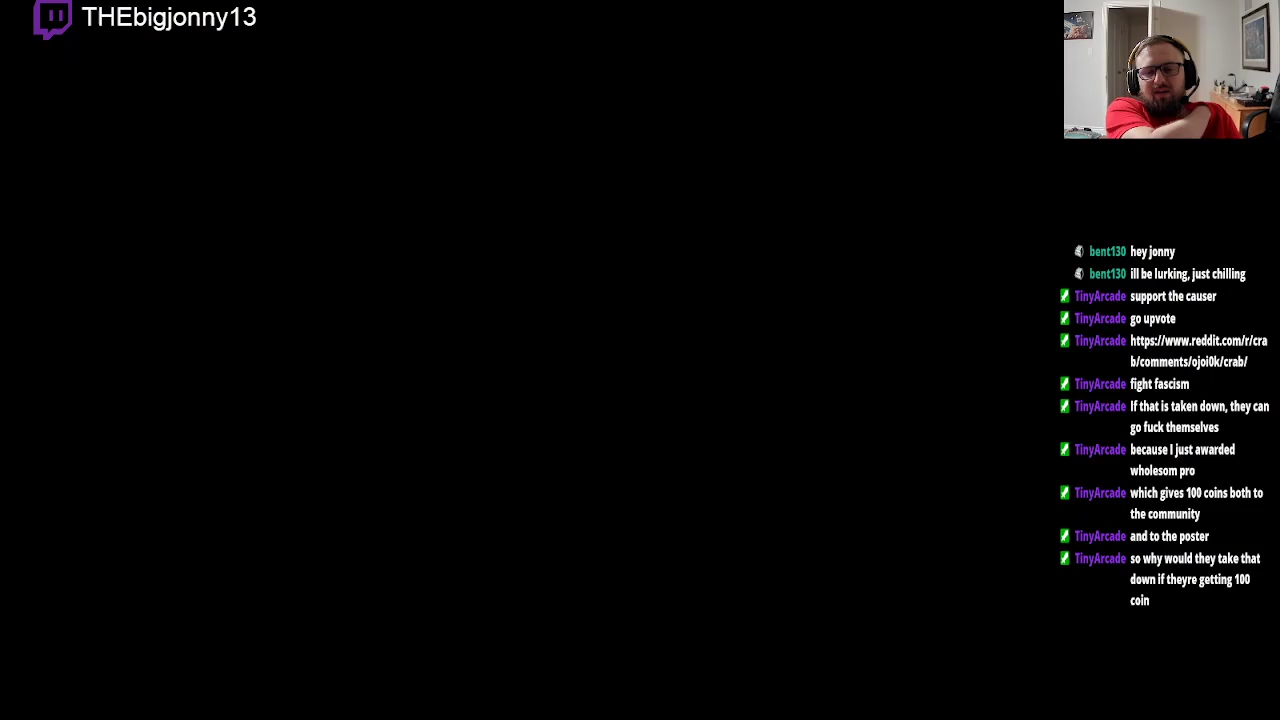 THEbigjonny13
bent130 hey jonny
bent130 ill be lurking, just chilling
TinyArcade support the causer
TinyArcade go upvote
TinyArcade https://www.reddit.com/r/cra
b/comments/ojoi0k/crab/
TinyArcade fight fascism
TinyArcade If that is taken down, they can
go fuck themselves
TinyArcade because I just awarded
wholesom pro
TinyArcade which gives 100 coins both to
the community
TinyArcade and to the poster
TinyArcade so why would they take that
down if theyre getting 100
coin